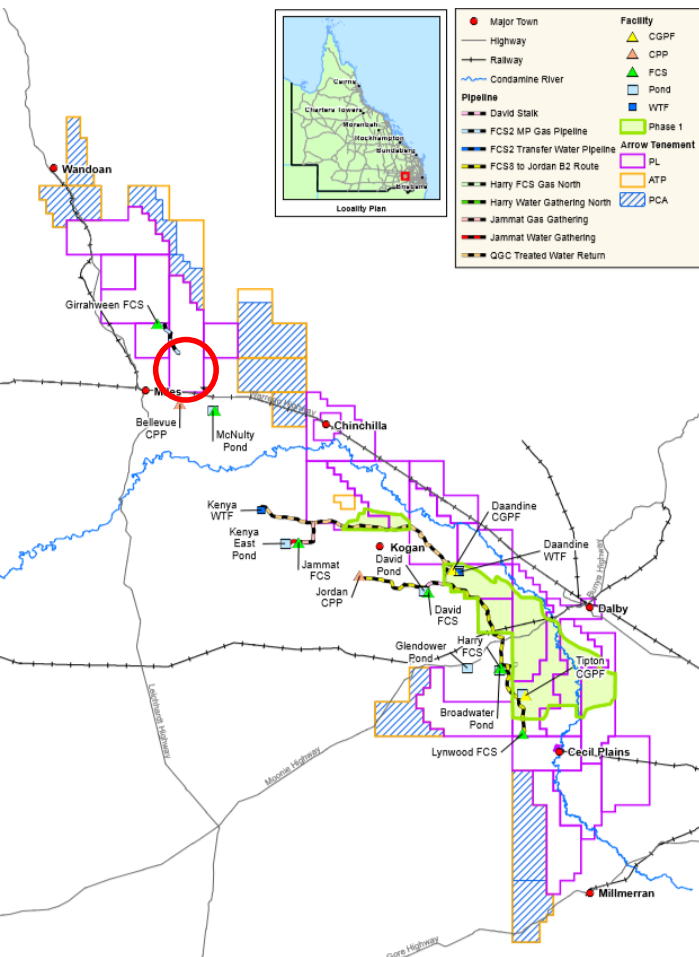 Cairns
Charters Towers
Moranbah
Rockhampton
Bundaberg
Brisbane
Locality Plan
Major Town
Highway
Railway
Condamine River
Pipeline
David Stalk
FCS2 MP Gas Pipeline
FCS2 Transfer Water Pipeline
FCS8 to Jordan B2 Route
Harry FCS Gas North
Harry Water Gathering North
Jammat Gas Gathering
Jammat Water Gathering
QGC Treated Water Return
Facility
CGPF
CPP
FCS
Pond
WTF
Phase 1
Arrow Tenement
PL
ATP
PCA
Wandoan
Girrahween FCS
Miles
Warrego Highway
Bellevue
CPP
McNulty
Pond
Chinchilla
Kenya
WTF
Kenya
East
Pond
Jammat
FCS
Jordan
CPP
Kogan
David
Pond
David
FCS
Daandine
CGPF
Daandine
WTF
Bunya Highway
Dalby
Glendower
Pond
Harry
FCS
Tipton
CGPF
Broadwater
Pond
Lynwood FCS
Cecil Plains
Leichhardt Highway
Moonie Highway
Millmerran
Gore Highway